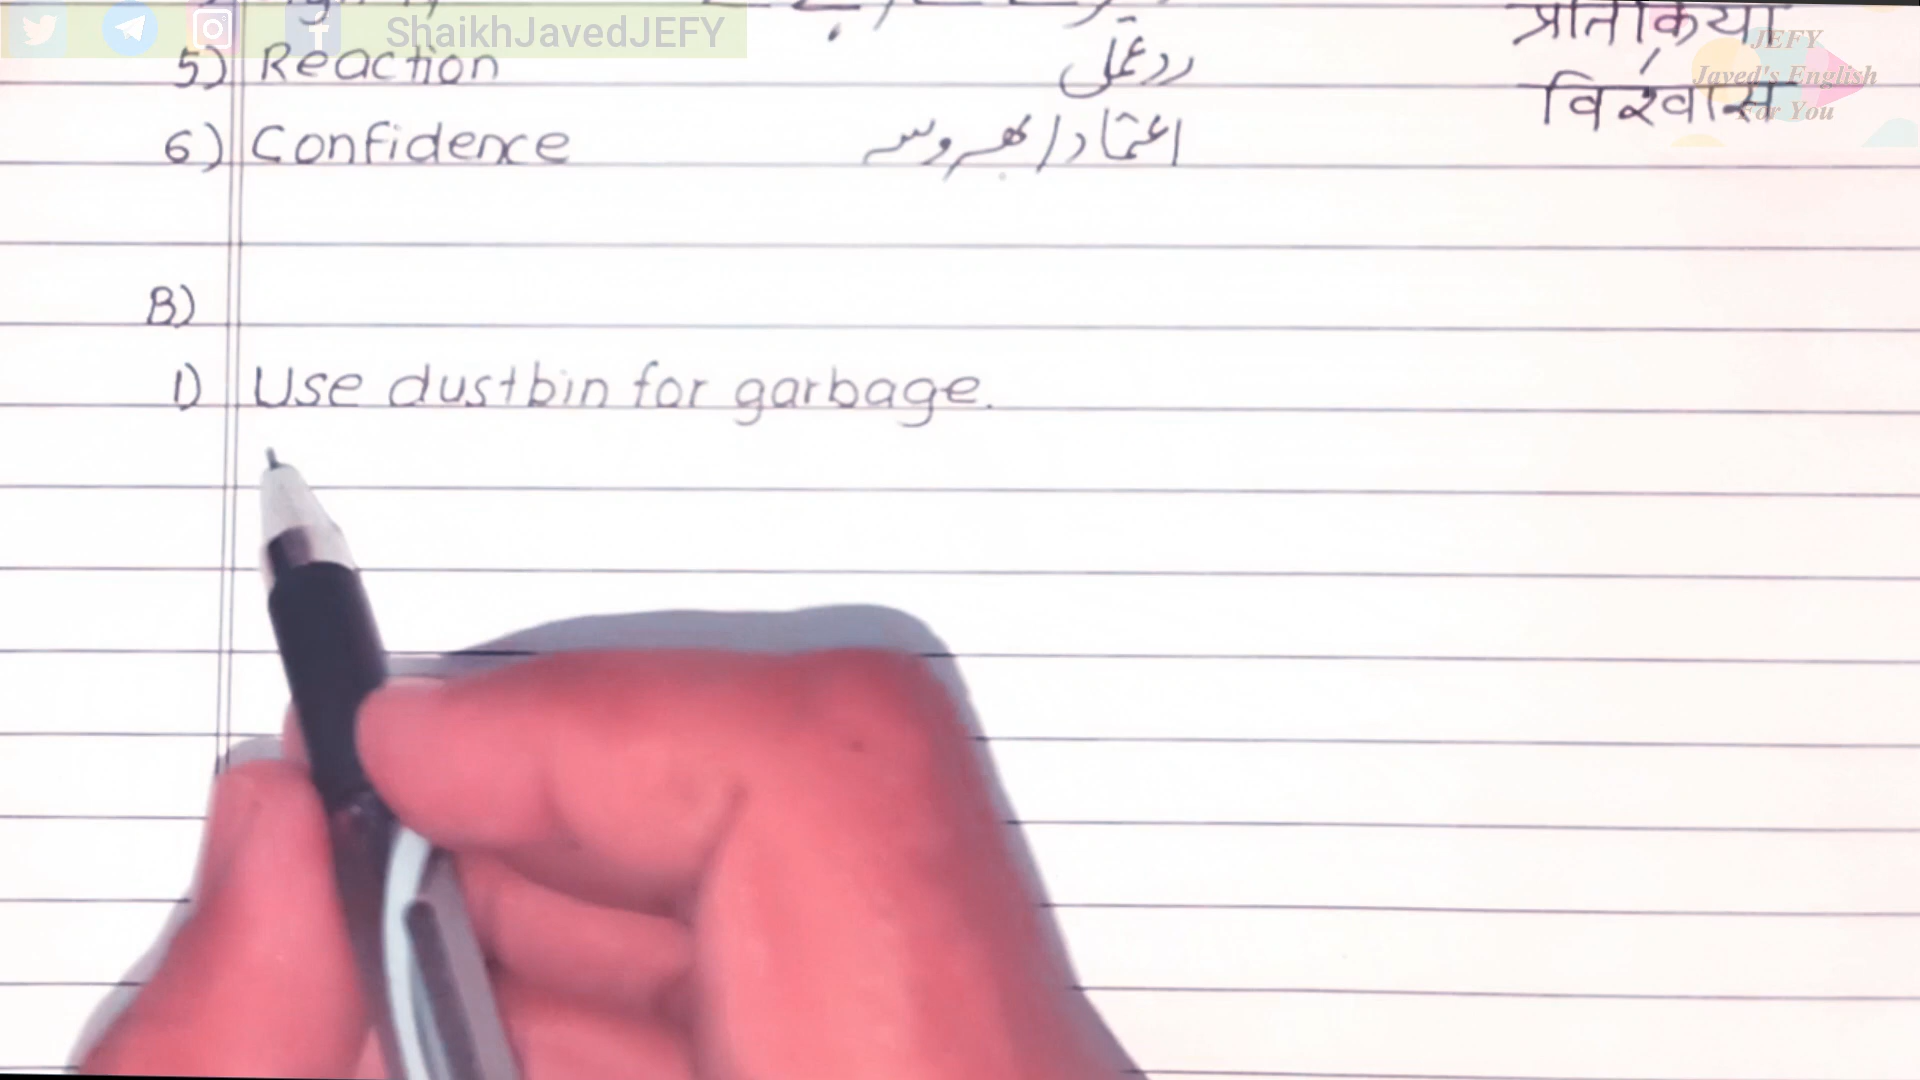 ShaikhJavedJEFY
5) Reaction ردعمل प्रतिक्रिया
JEFY
Javed's English
For You
6) Confidence اعتماد/بھروسہ विश्वास
B)
1) Use dustbin for garbage.